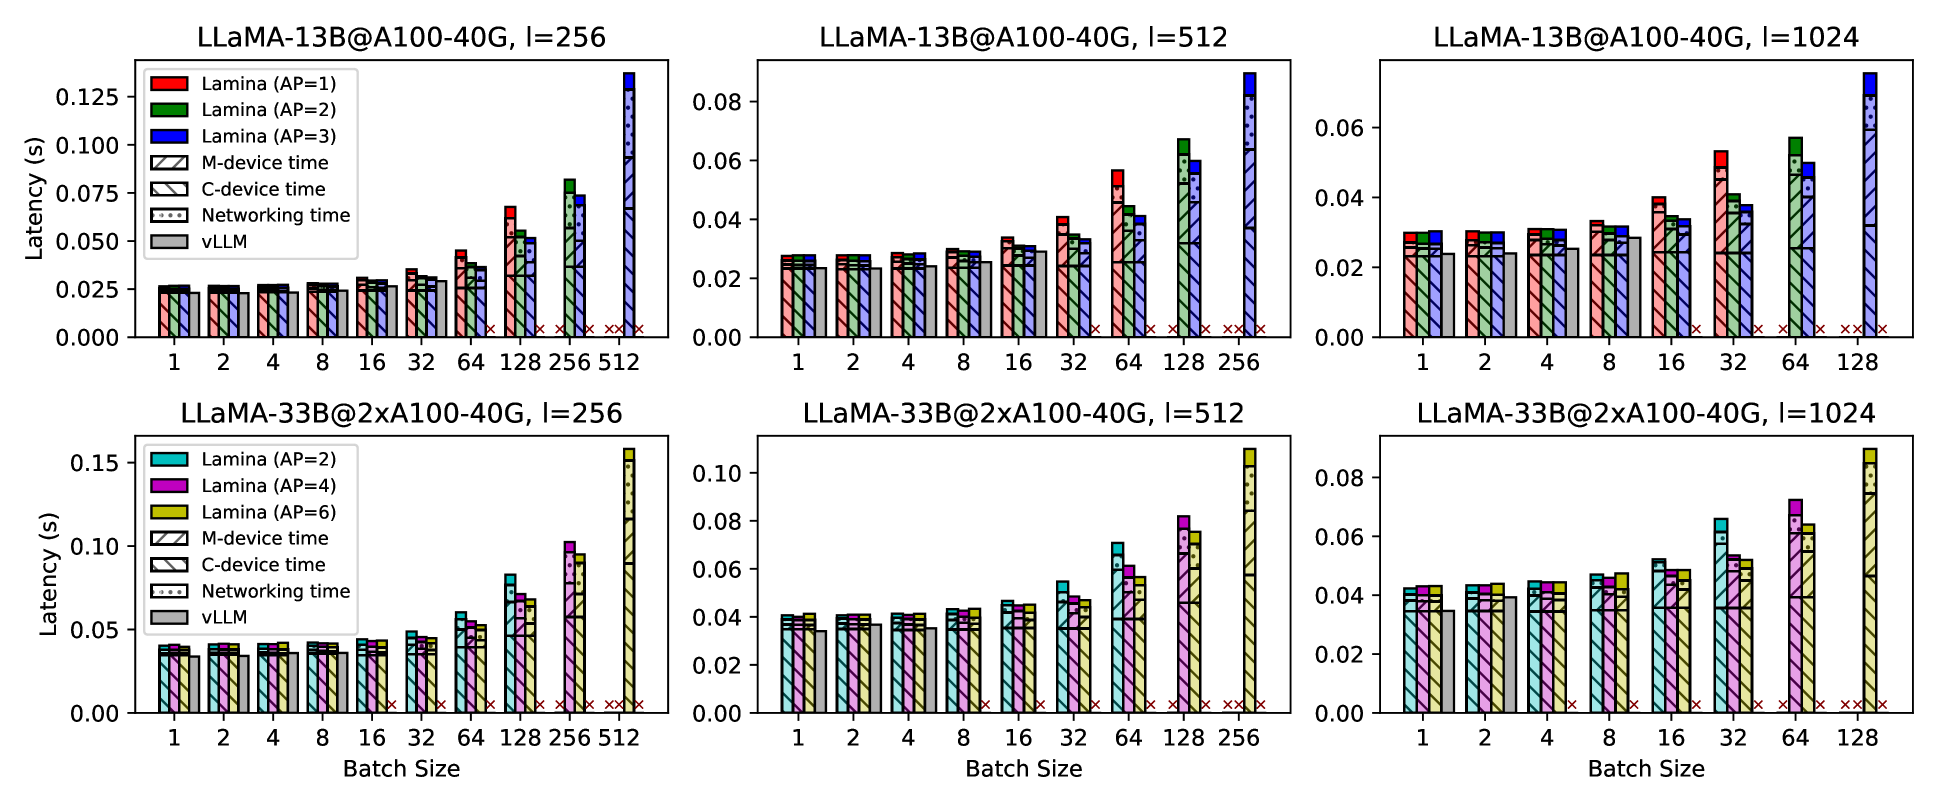 LLaMA-13B@A100-40G, l=256
Latency (s)
0.125
0.100
0.075
0.050
0.025
0.000
Lamina (AP=1)
Lamina (AP=2)
Lamina (AP=3)
M-device time
C-device time
Networking time
vLLM
1 2 4 8 16 32 64 128 256 512
LLaMA-13B@A100-40G, l=512
0.08
0.06
0.04
0.02
0.00
1 2 4 8 16 32 64 128 256
LLaMA-13B@A100-40G, l=1024
0.06
0.04
0.02
0.00
1 2 4 8 16 32 64 128
LLaMA-33B@2xA100-40G, l=256
Latency (s)
0.15
0.10
0.05
0.00
Lamina (AP=2)
Lamina (AP=4)
Lamina (AP=6)
M-device time
C-device time
Networking time
vLLM
1 2 4 8 16 32 64 128 256 512
Batch Size
LLaMA-33B@2xA100-40G, l=512
0.10
0.08
0.06
0.04
0.02
0.00
1 2 4 8 16 32 64 128 256
Batch Size
LLaMA-33B@2xA100-40G, l=1024
0.08
0.06
0.04
0.02
0.00
1 2 4 8 16 32 64 128
Batch Size